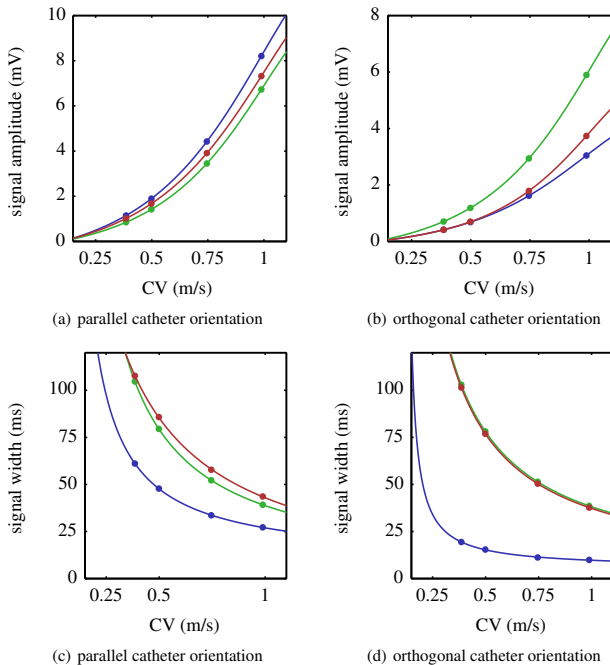 10
8
6
4
2
0
signal amplitude (mV)
0.25 0.5 0.75 1
CV (m/s)
(a) parallel catheter orientation
8
6
4
2
0
signal amplitude (mV)
0.25 0.5 0.75 1
CV (m/s)
(b) orthogonal catheter orientation
100
75
50
25
0
signal width (ms)
0.25 0.5 1
CV (m/s)
(c) parallel catheter orientation
100
75
50
25
0
signal width (ms)
0.25 0.5 0.75 1
CV (m/s)
(d) orthogonal catheter orientation